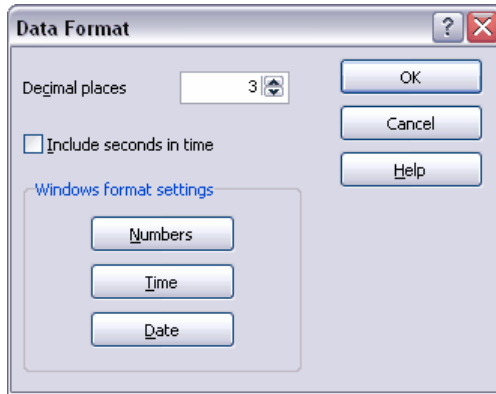 Data Format
Decimal places 3
OK
Include seconds in time
Cancel
Help
Windows format settings
Numbers
Time
Date